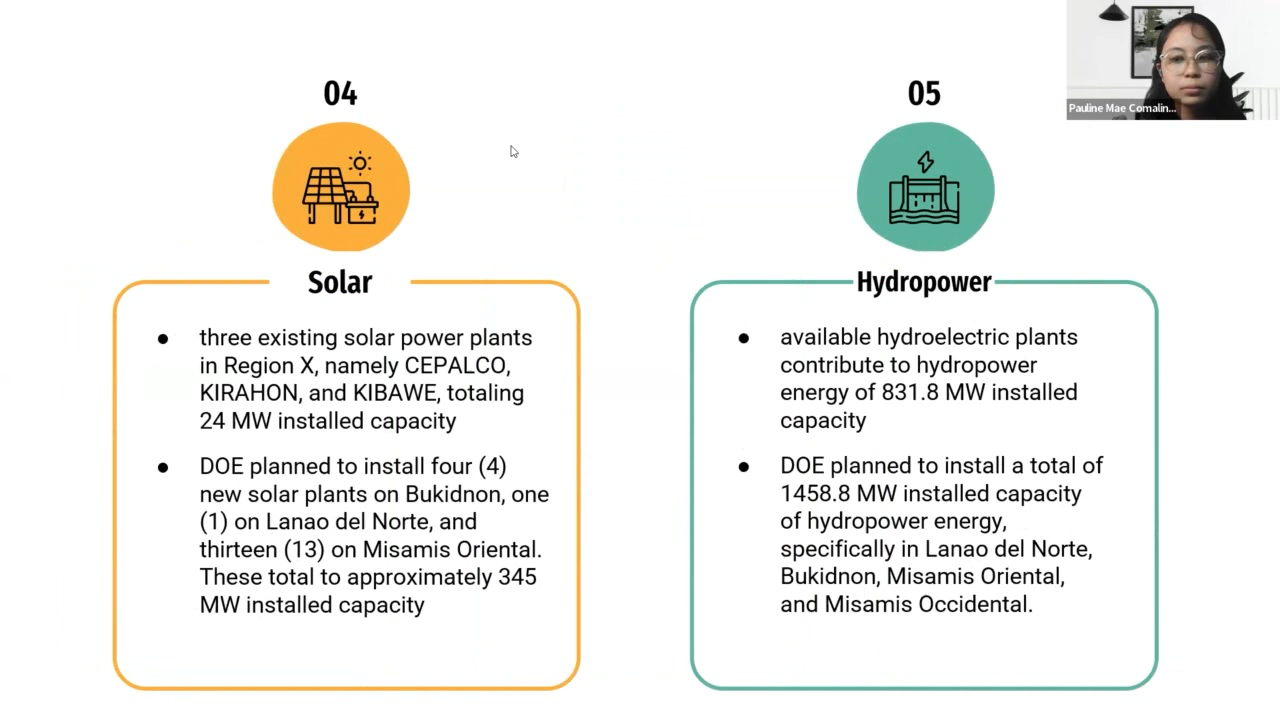 04
Solar
three existing solar power plants
in Region X, namely CEPALCO,
KIRAHON, and KIBAWE, totaling
24 MW installed capacity
DOE planned to install four (4)
new solar plants on Bukidnon, one
(1) on Lanao del Norte, and
thirteen (13) on Misamis Oriental.
These total to approximately 345
MW installed capacity
05
Hydropower
available hydroelectric plants
contribute to hydropower
energy of 831.8 MW installed
capacity
DOE planned to install a total of
1458.8 MW installed capacity
of hydropower energy,
specifically in Lanao del Norte,
Bukidnon, Misamis Oriental,
and Misamis Occidental.
Pauline Mae Comalin...